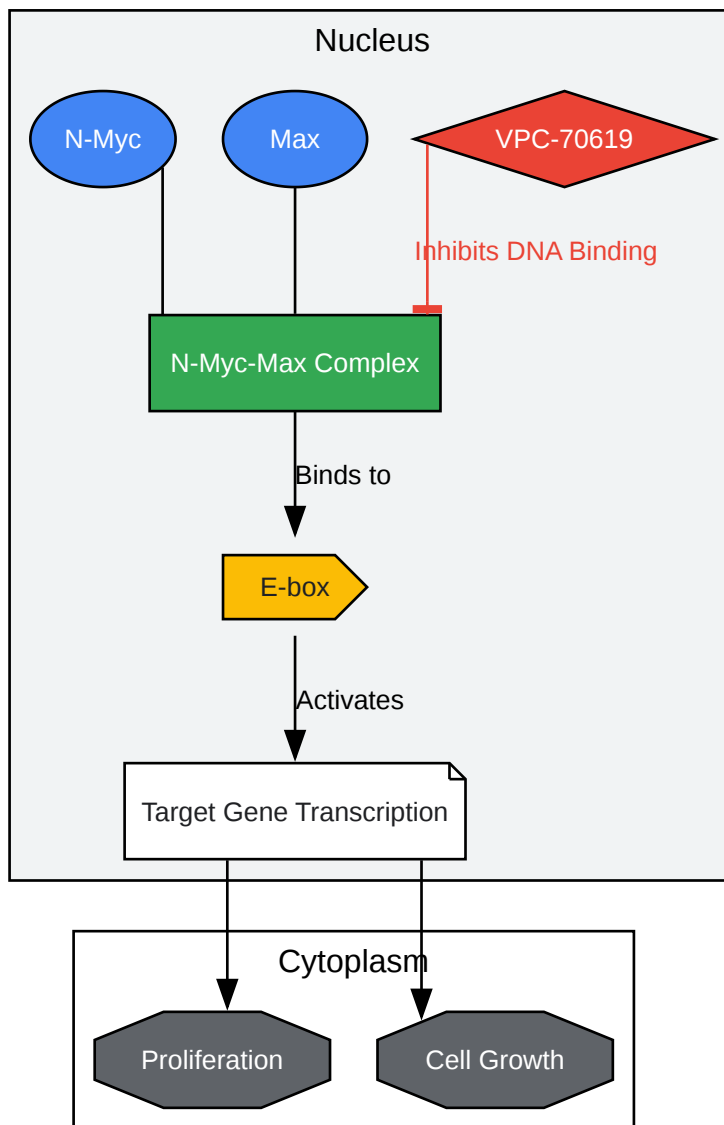 Nucleus
N-Myc
Max
VPC-70619
Inhibits DNA Binding
N-Myc-Max Complex
Binds to
E-box
Activates
Target Gene Transcription
Cytoplasm
Proliferation
Cell Growth